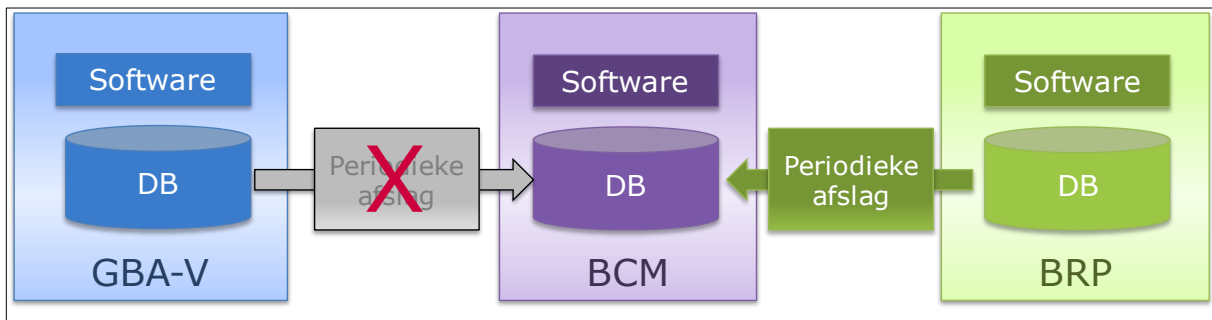 Software
DB
GBA-V
Periodieke
afslag
Software
DB
BCM
Periodieke
afslag
Software
DB
BRP